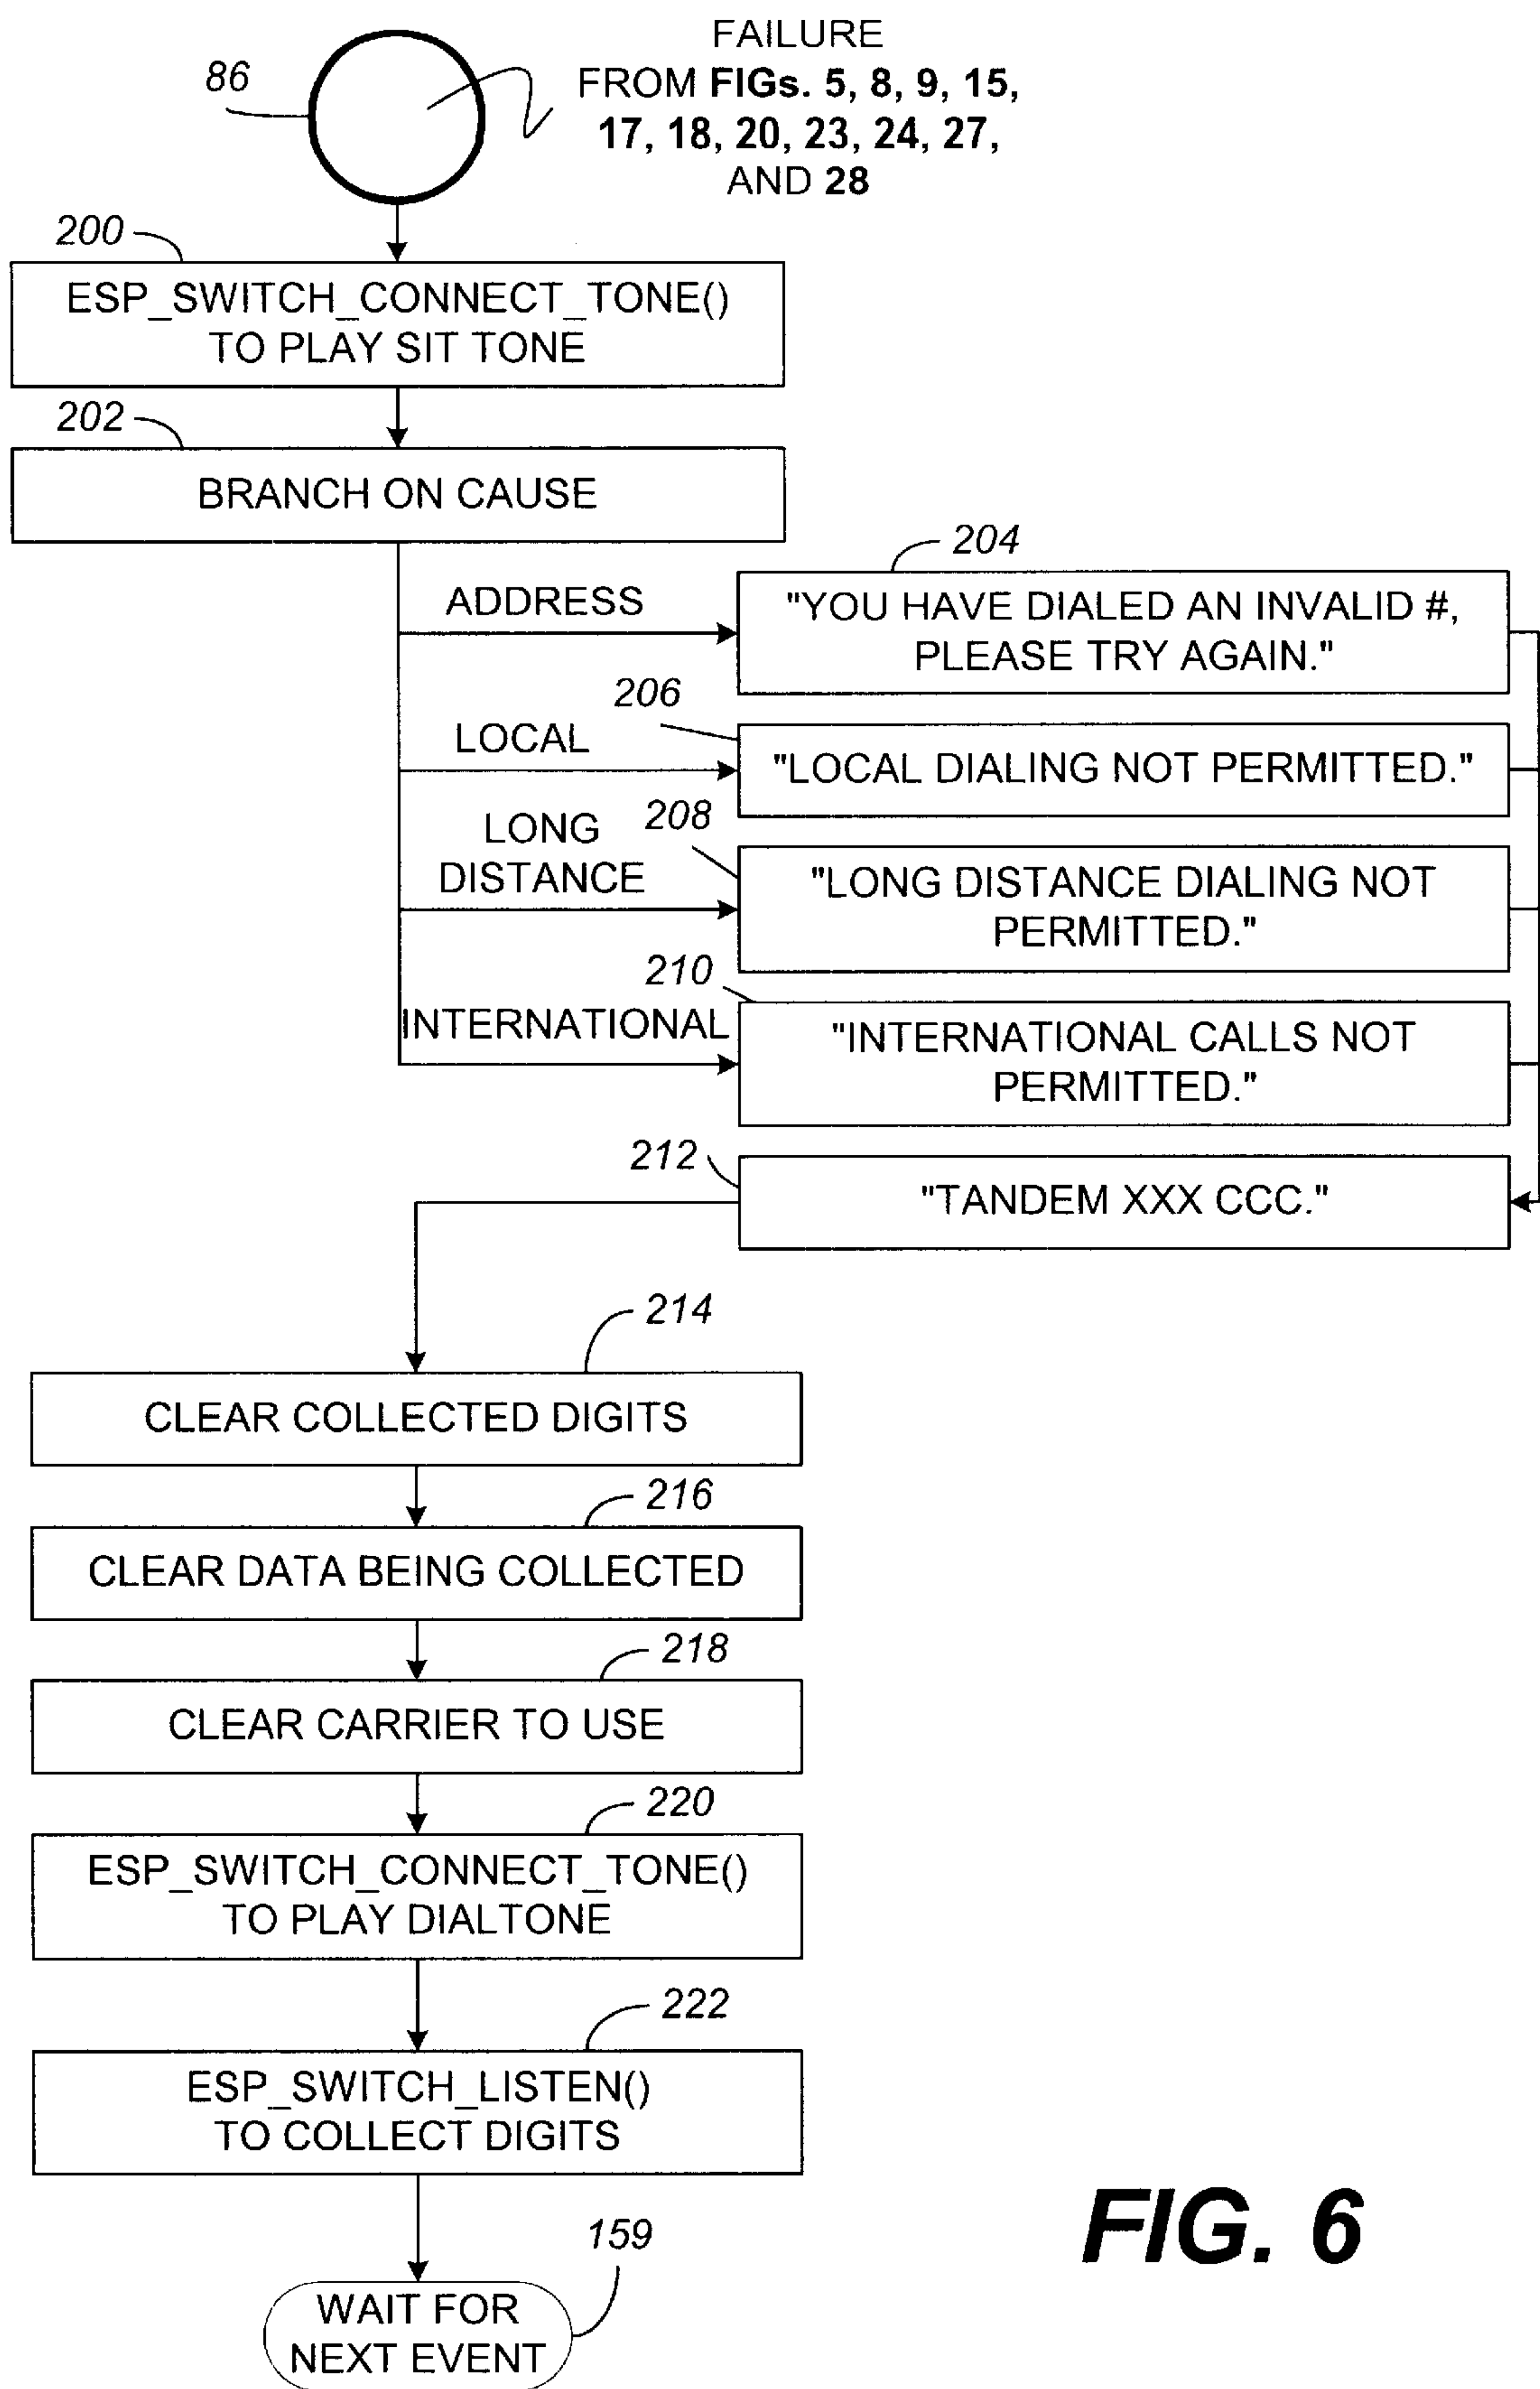 FAILURE
86
FROM FIGs. 5, 8, 9, 15,
17, 18, 20, 23, 24, 27,
AND 28
200
ESP_SWITCH_CONNECT_TONE()
TO PLAY SIT TONE
202
BRANCH ON CAUSE
204
ADDRESS
"YOU HAVE DIALED AN INVALID #,
PLEASE TRY AGAIN."
206
LOCAL
"LOCAL DIALING NOT PERMITTED."
208
LONG
DISTANCE
"LONG DISTANCE DIALING NOT
PERMITTED."
210
INTERNATIONAL
"INTERNATIONAL CALLS NOT
PERMITTED."
212
"TANDEM XXX CCC."
214
CLEAR COLLECTED DIGITS
216
CLEAR DATA BEING COLLECTED
218
CLEAR CARRIER TO USE
220
ESP_SWITCH_CONNECT_TONE()
TO PLAY DIALTONE
222
ESP_SWITCH_LISTEN()
TO COLLECT DIGITS
159
WAIT FOR
NEXT EVENT
FIG. 6